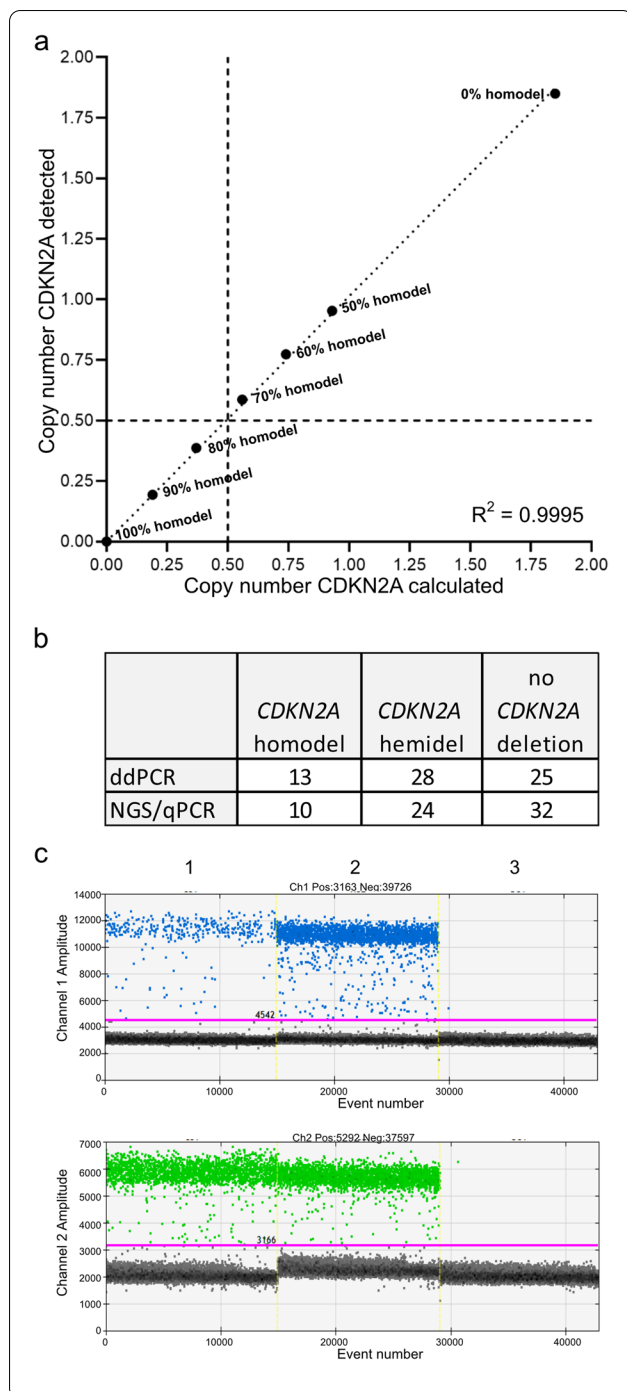 a
2.00
1.75
1.50
1.25
1.00
0.75
0.50
0.25
0.00
Copy number CDKN2A detected
0% homodel
50% homodel
60% homodel
70% homodel
80% homodel
90% homodel
100% homodel
R² = 0.9995
0.00 0.25 0.50 0.75 1.00 1.25 1.50 1.75 2.00
Copy number CDKN2A calculated
b
CDKN2A homodel
CDKN2A hemidel
no CDKN2A deletion
ddPCR 13 28 25
NGS/qPCR 10 24 32
c
1 2 3
Ch1 Pos:3163 Neg:39726
14000
12000
10000
8000
6000
4000
2000
0
Channel 1 Amplitude
4542
0 10000 20000 30000 40000
Event number
Ch2 Pos:5292 Neg:37597
7000
6000
5000
4000
3000
2000
1000
0
Channel 2 Amplitude
3166
0 10000 20000 30000 40000
Event number